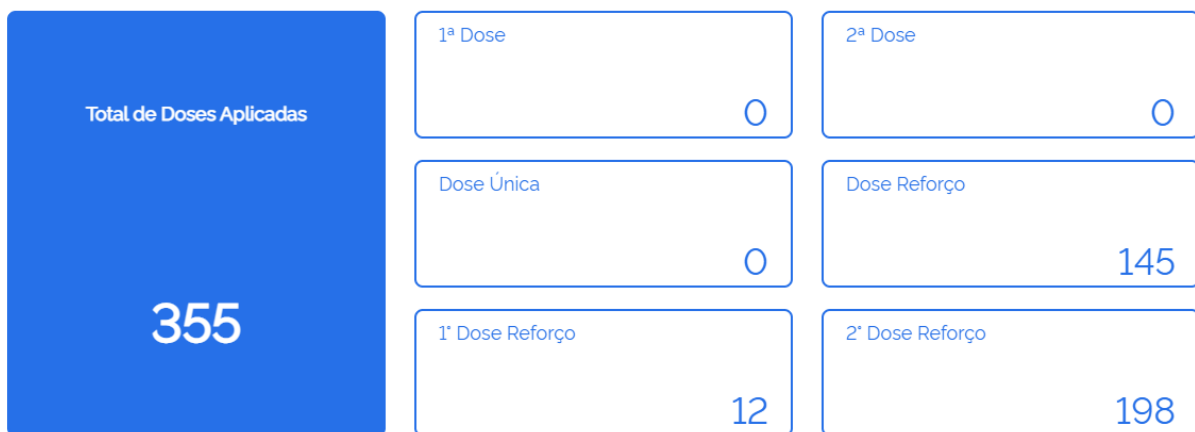 Total de Doses Aplicadas
355
1ª Dose
0
2ª Dose
0
Dose Única
0
Dose Reforço
145
1° Dose Reforço
12
2° Dose Reforço
198